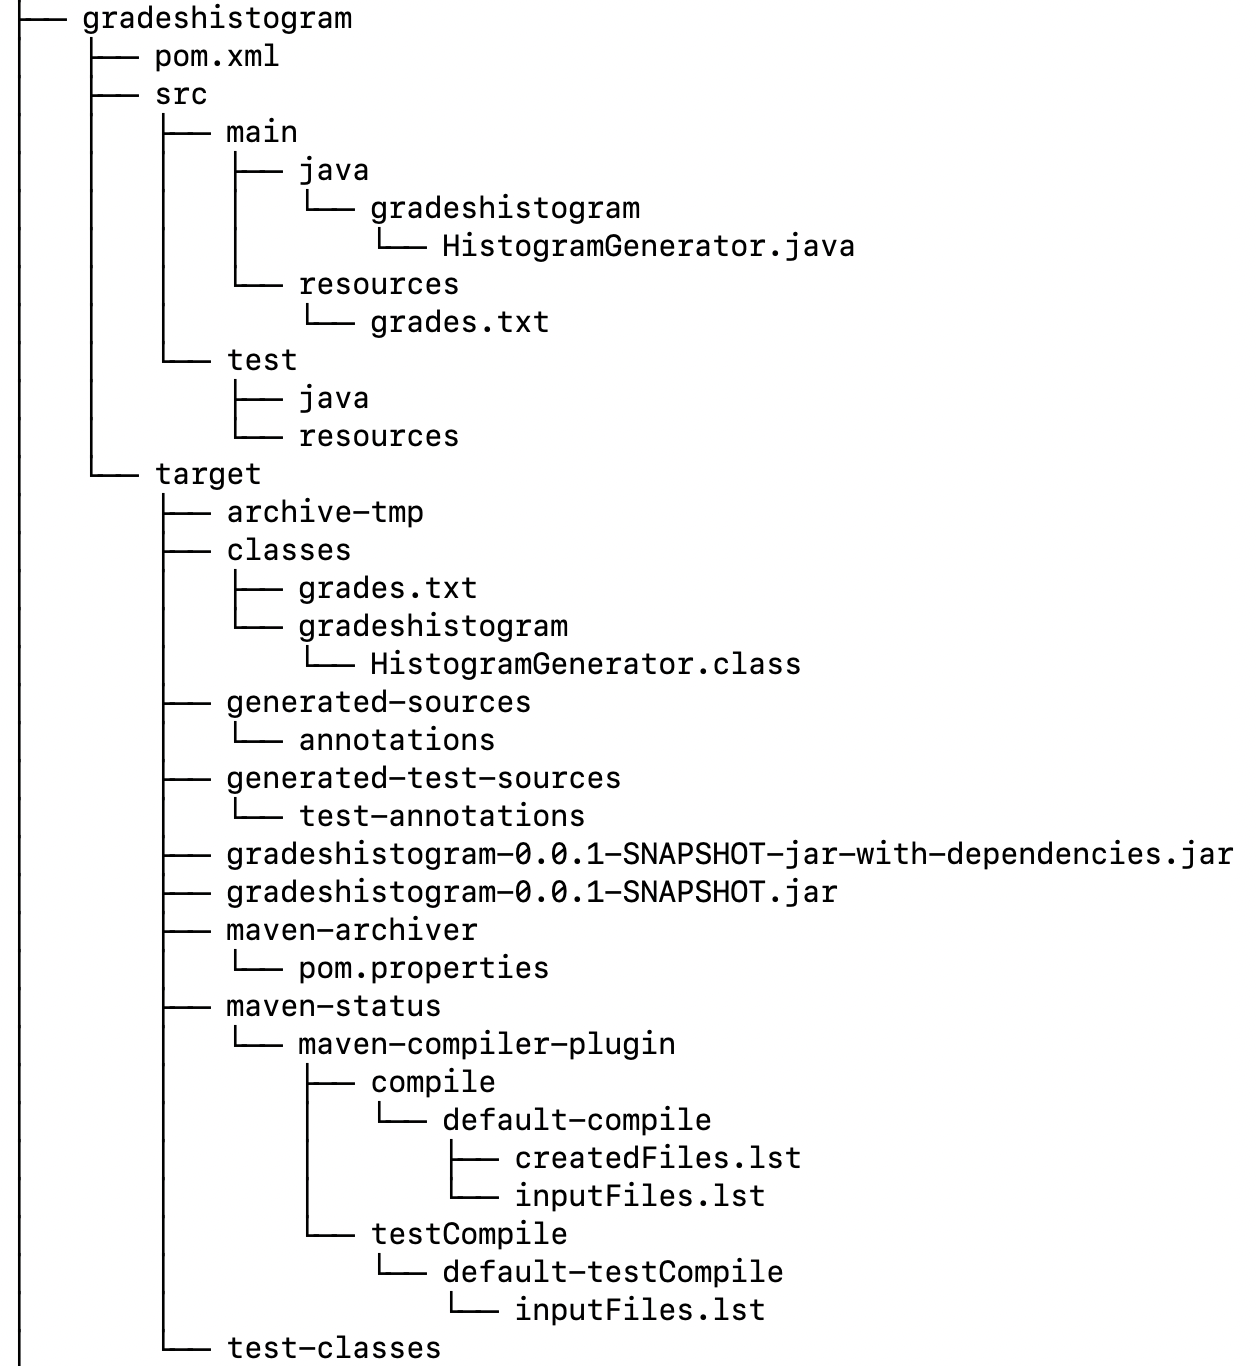 gradeshistogram
pom.xml
src
main
java
gradeshistogram
HistogramGenerator.java
resources
grades.txt
test
java
resources
target
archive-tmp
classes
grades.txt
gradeshistogram
HistogramGenerator.class
generated-sources
annotations
generated-test-sources
test-annotations
gradeshistogram-0.0.1-SNAPSHOT-jar-with-dependencies.jar
gradeshistogram-0.0.1-SNAPSHOT.jar
maven-archiver
pom.properties
maven-status
maven-compiler-plugin
compile
default-compile
createdFiles.lst
inputFiles.lst
testCompile
default-testCompile
inputFiles.lst
test-classes